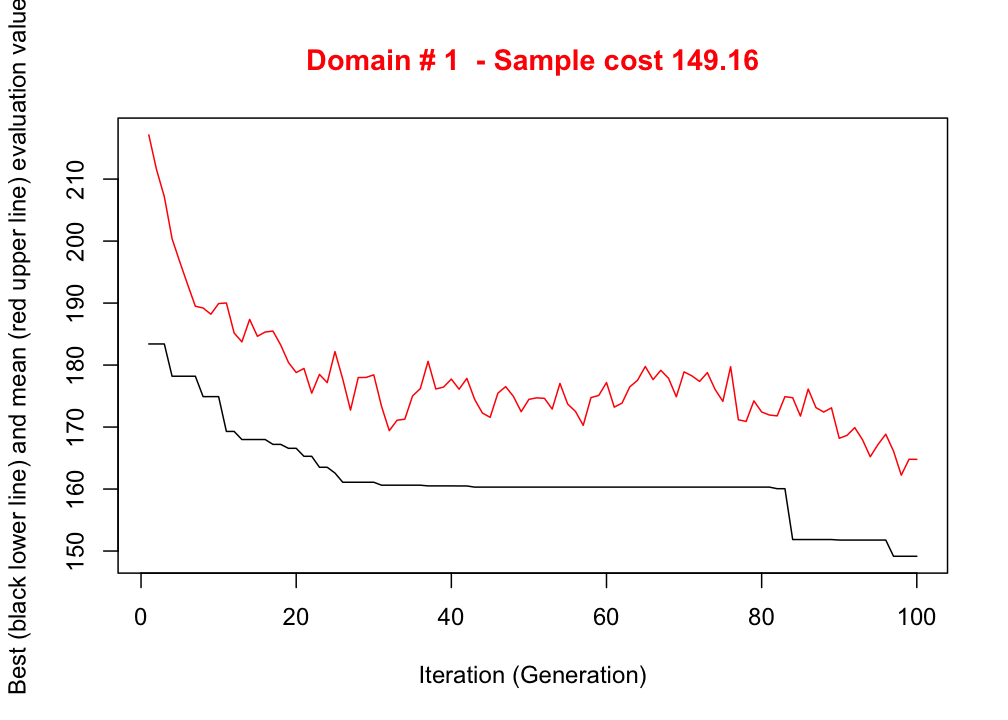 Domain # 1  - Sample cost 149.16
Best (black lower line) and mean (red upper line) evaluation value
210
200
190
180
170
160
150
0 20 40 60 80 100
Iteration (Generation)